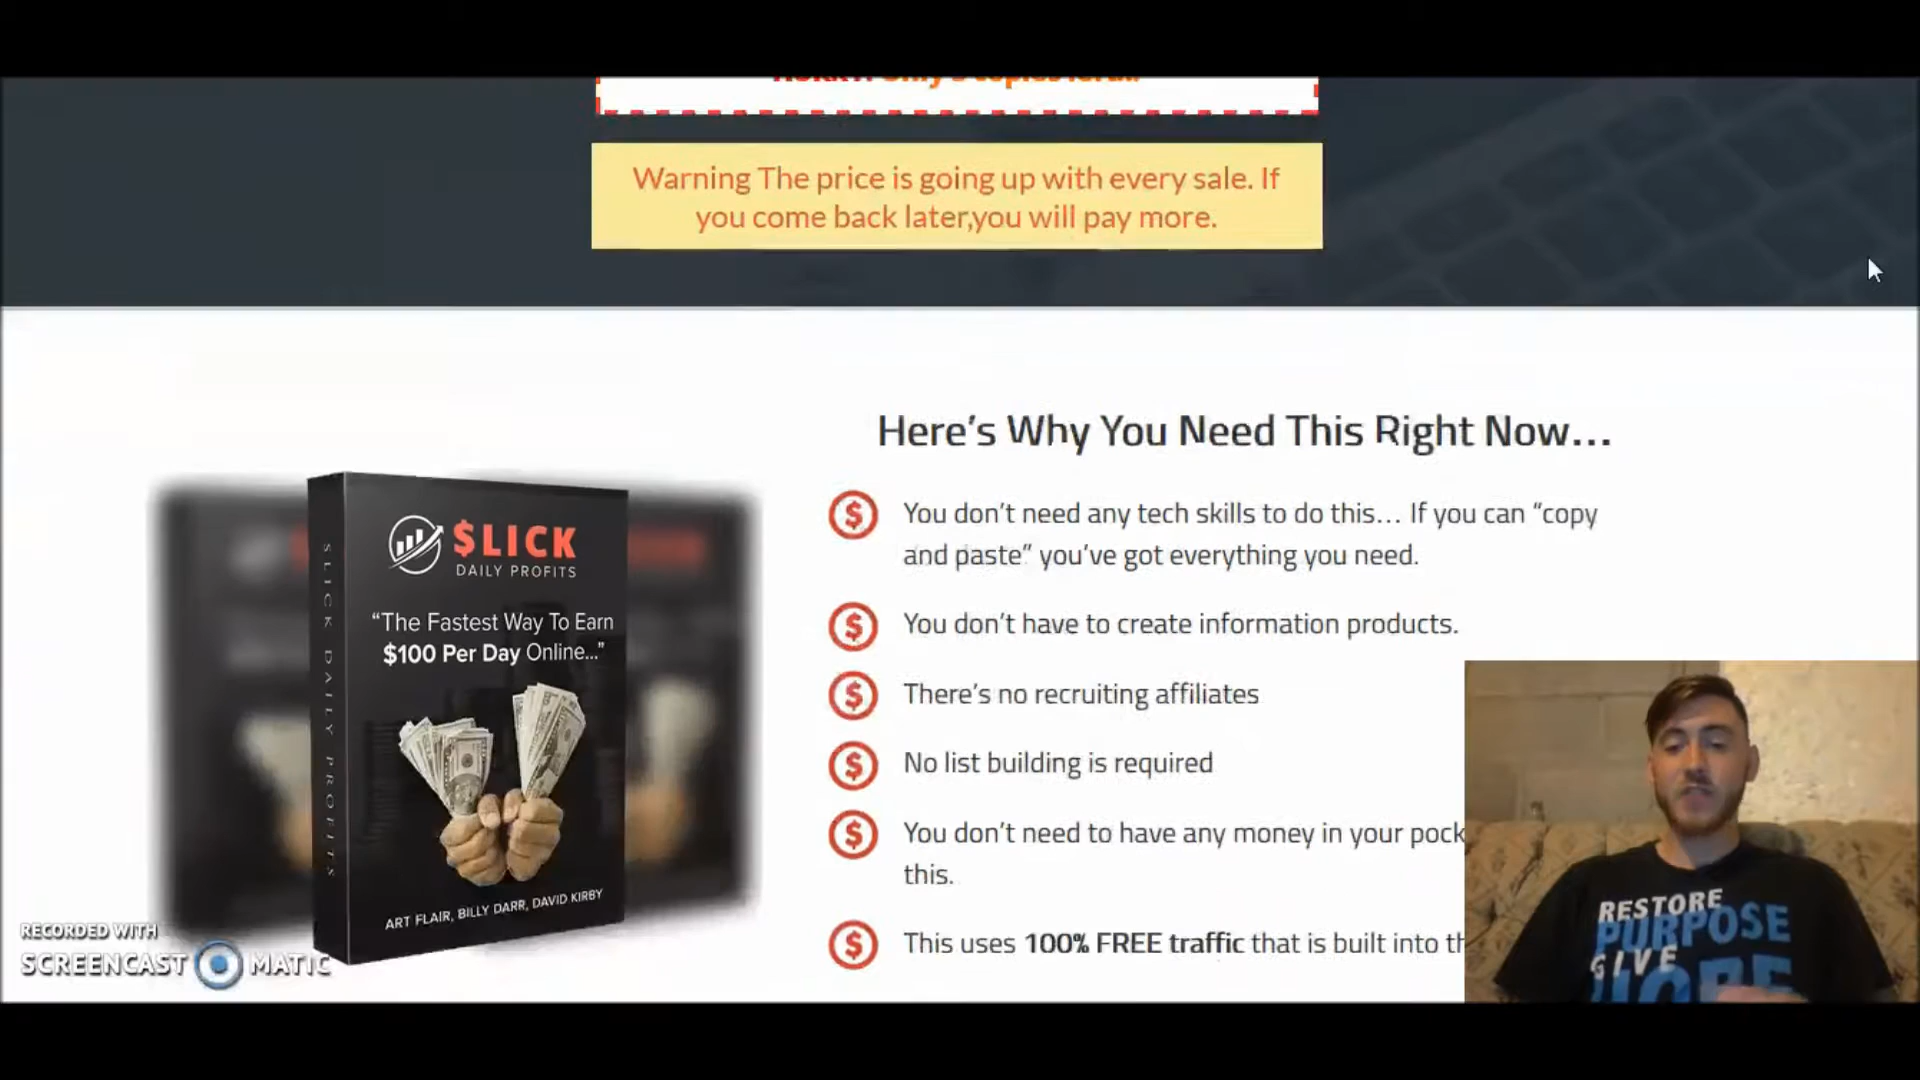 Warning The price is going up with every sale. If
you come back later,you will pay more.
Here's Why You Need This Right Now...
You don't need any tech skills to do this... If you can “copy
and paste” you've got everything you need.
You don't have to create information products.
There's no recruiting affiliates
No list building is required
You don't need to have any money in your
this.
This uses 100% FREE traffic that is built into
$LICK
DAILY PROFITS
“The Fastest Way To Earn
$100 Per Day Online...”
ART FLAIR, BILLY DARR, DAVID KIRBY
SLICK DAILY PROFITS
RECORDED WITH
SCREENCAST MATIC
RESTORE
PURPOSE
GIVE
HOPE